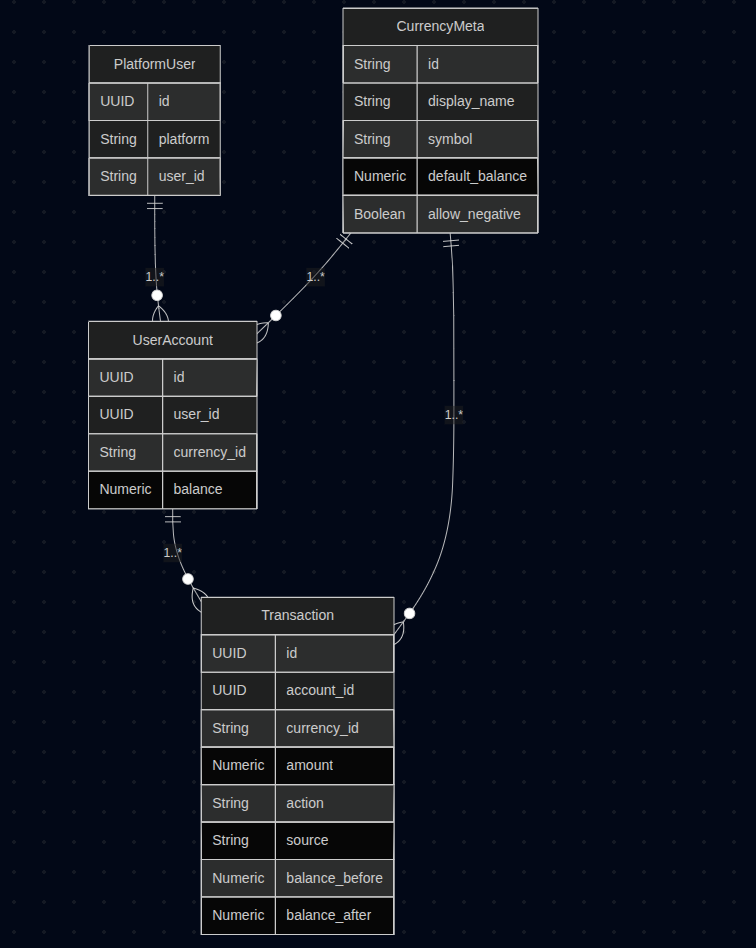 CurrencyMeta
String id
String display_name
String symbol
Numeric default_balance
Boolean allow_negative
PlatformUser
UUID id
String platform
String user_id
1..*
1..*
UserAccount
UUID id
UUID user_id
String currency_id
Numeric balance
1..*
1..*
Transaction
UUID id
UUID account_id
String currency_id
Numeric amount
String action
String source
Numeric balance_before
Numeric balance_after